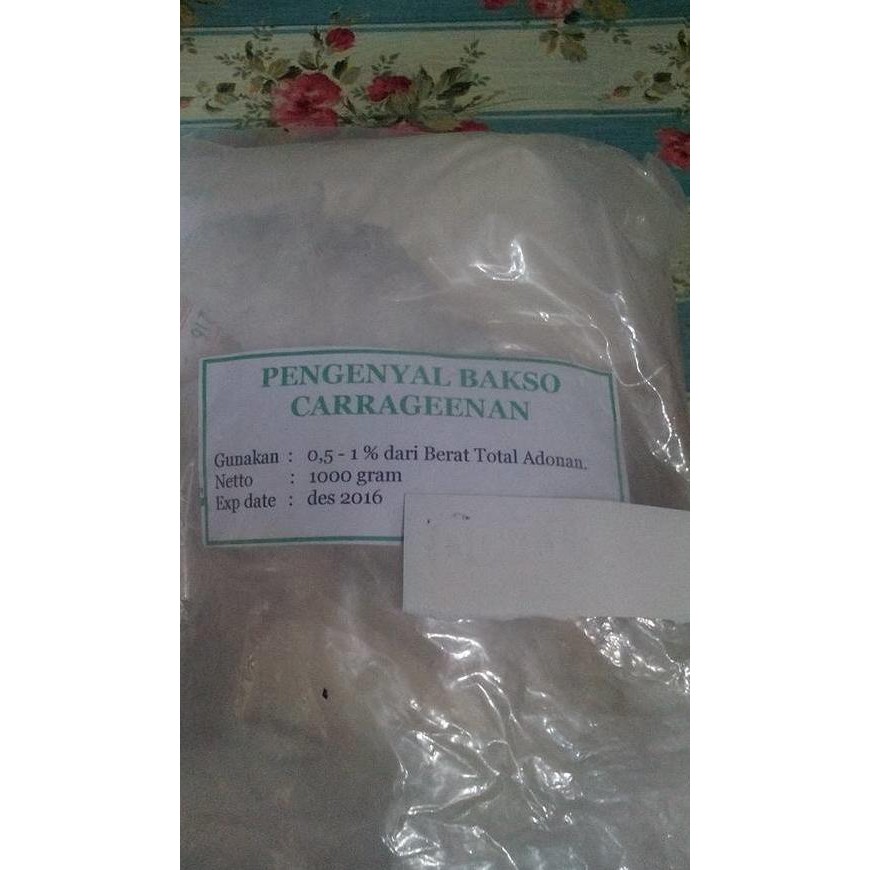 PENGENYAL BAKSO
CARRAGEENAN
Gunakan : 0,5 - 1 % dari Berat Total Adonan.
Netto : 1000 gram
Exp date : des 2016